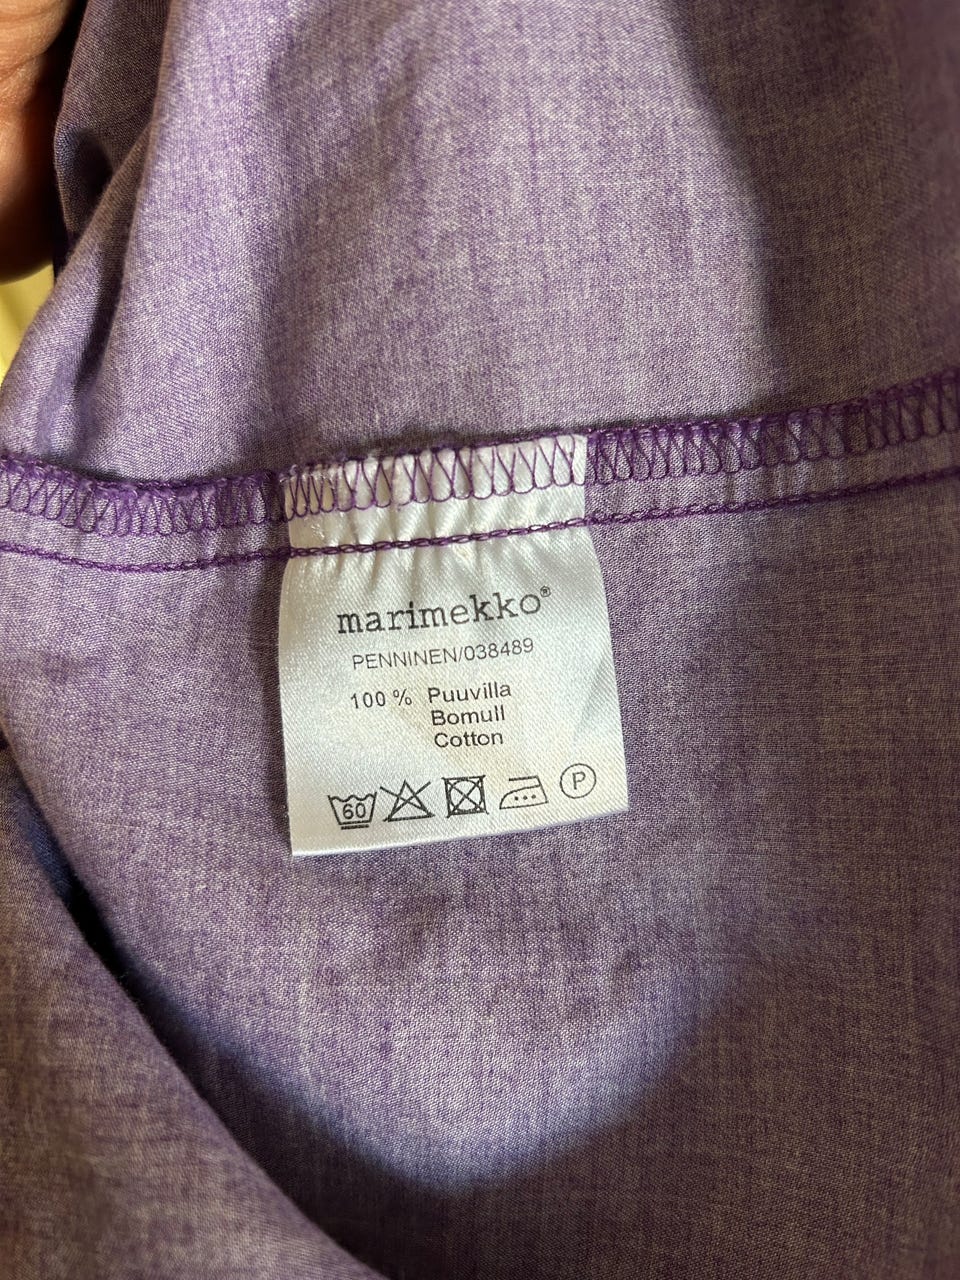 marimekko®
PENNINEN/038489
100 % Puuvilla
Bomull
Cotton
60
P